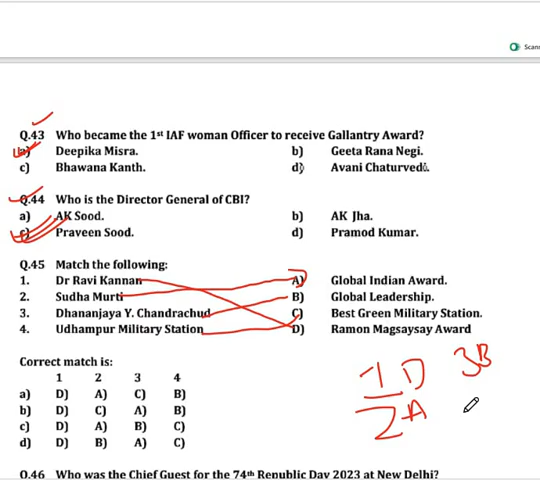 Scan
Q.43 Who became the 1st IAF woman Officer to receive Gallantry Award?
a) Deepika Misra. b) Geeta Rana Negi.
c) Bhawana Kanth. d) Avani Chaturvedi.
Q.44 Who is the Director General of CBI?
a) AK Sood. b) AK Jha.
c) Praveen Sood. d) Pramod Kumar.
Q.45 Match the following:
1. Dr Ravi Kannan A) Global Indian Award.
2. Sudha Murti B) Global Leadership.
3. Dhananjaya Y. Chandrachud C) Best Green Military Station.
4. Udhampur Military Station D) Ramon Magsaysay Award
Correct match is:
1 2 3 4
a) D) A) C) B)
b) D) C) A) B)
c) D) A) B) C)
d) D) B) A) C)
1 D 3B
2 A
Q.46 Who was the Chief Guest for the 74th Republic Day 2023 at New Delhi?